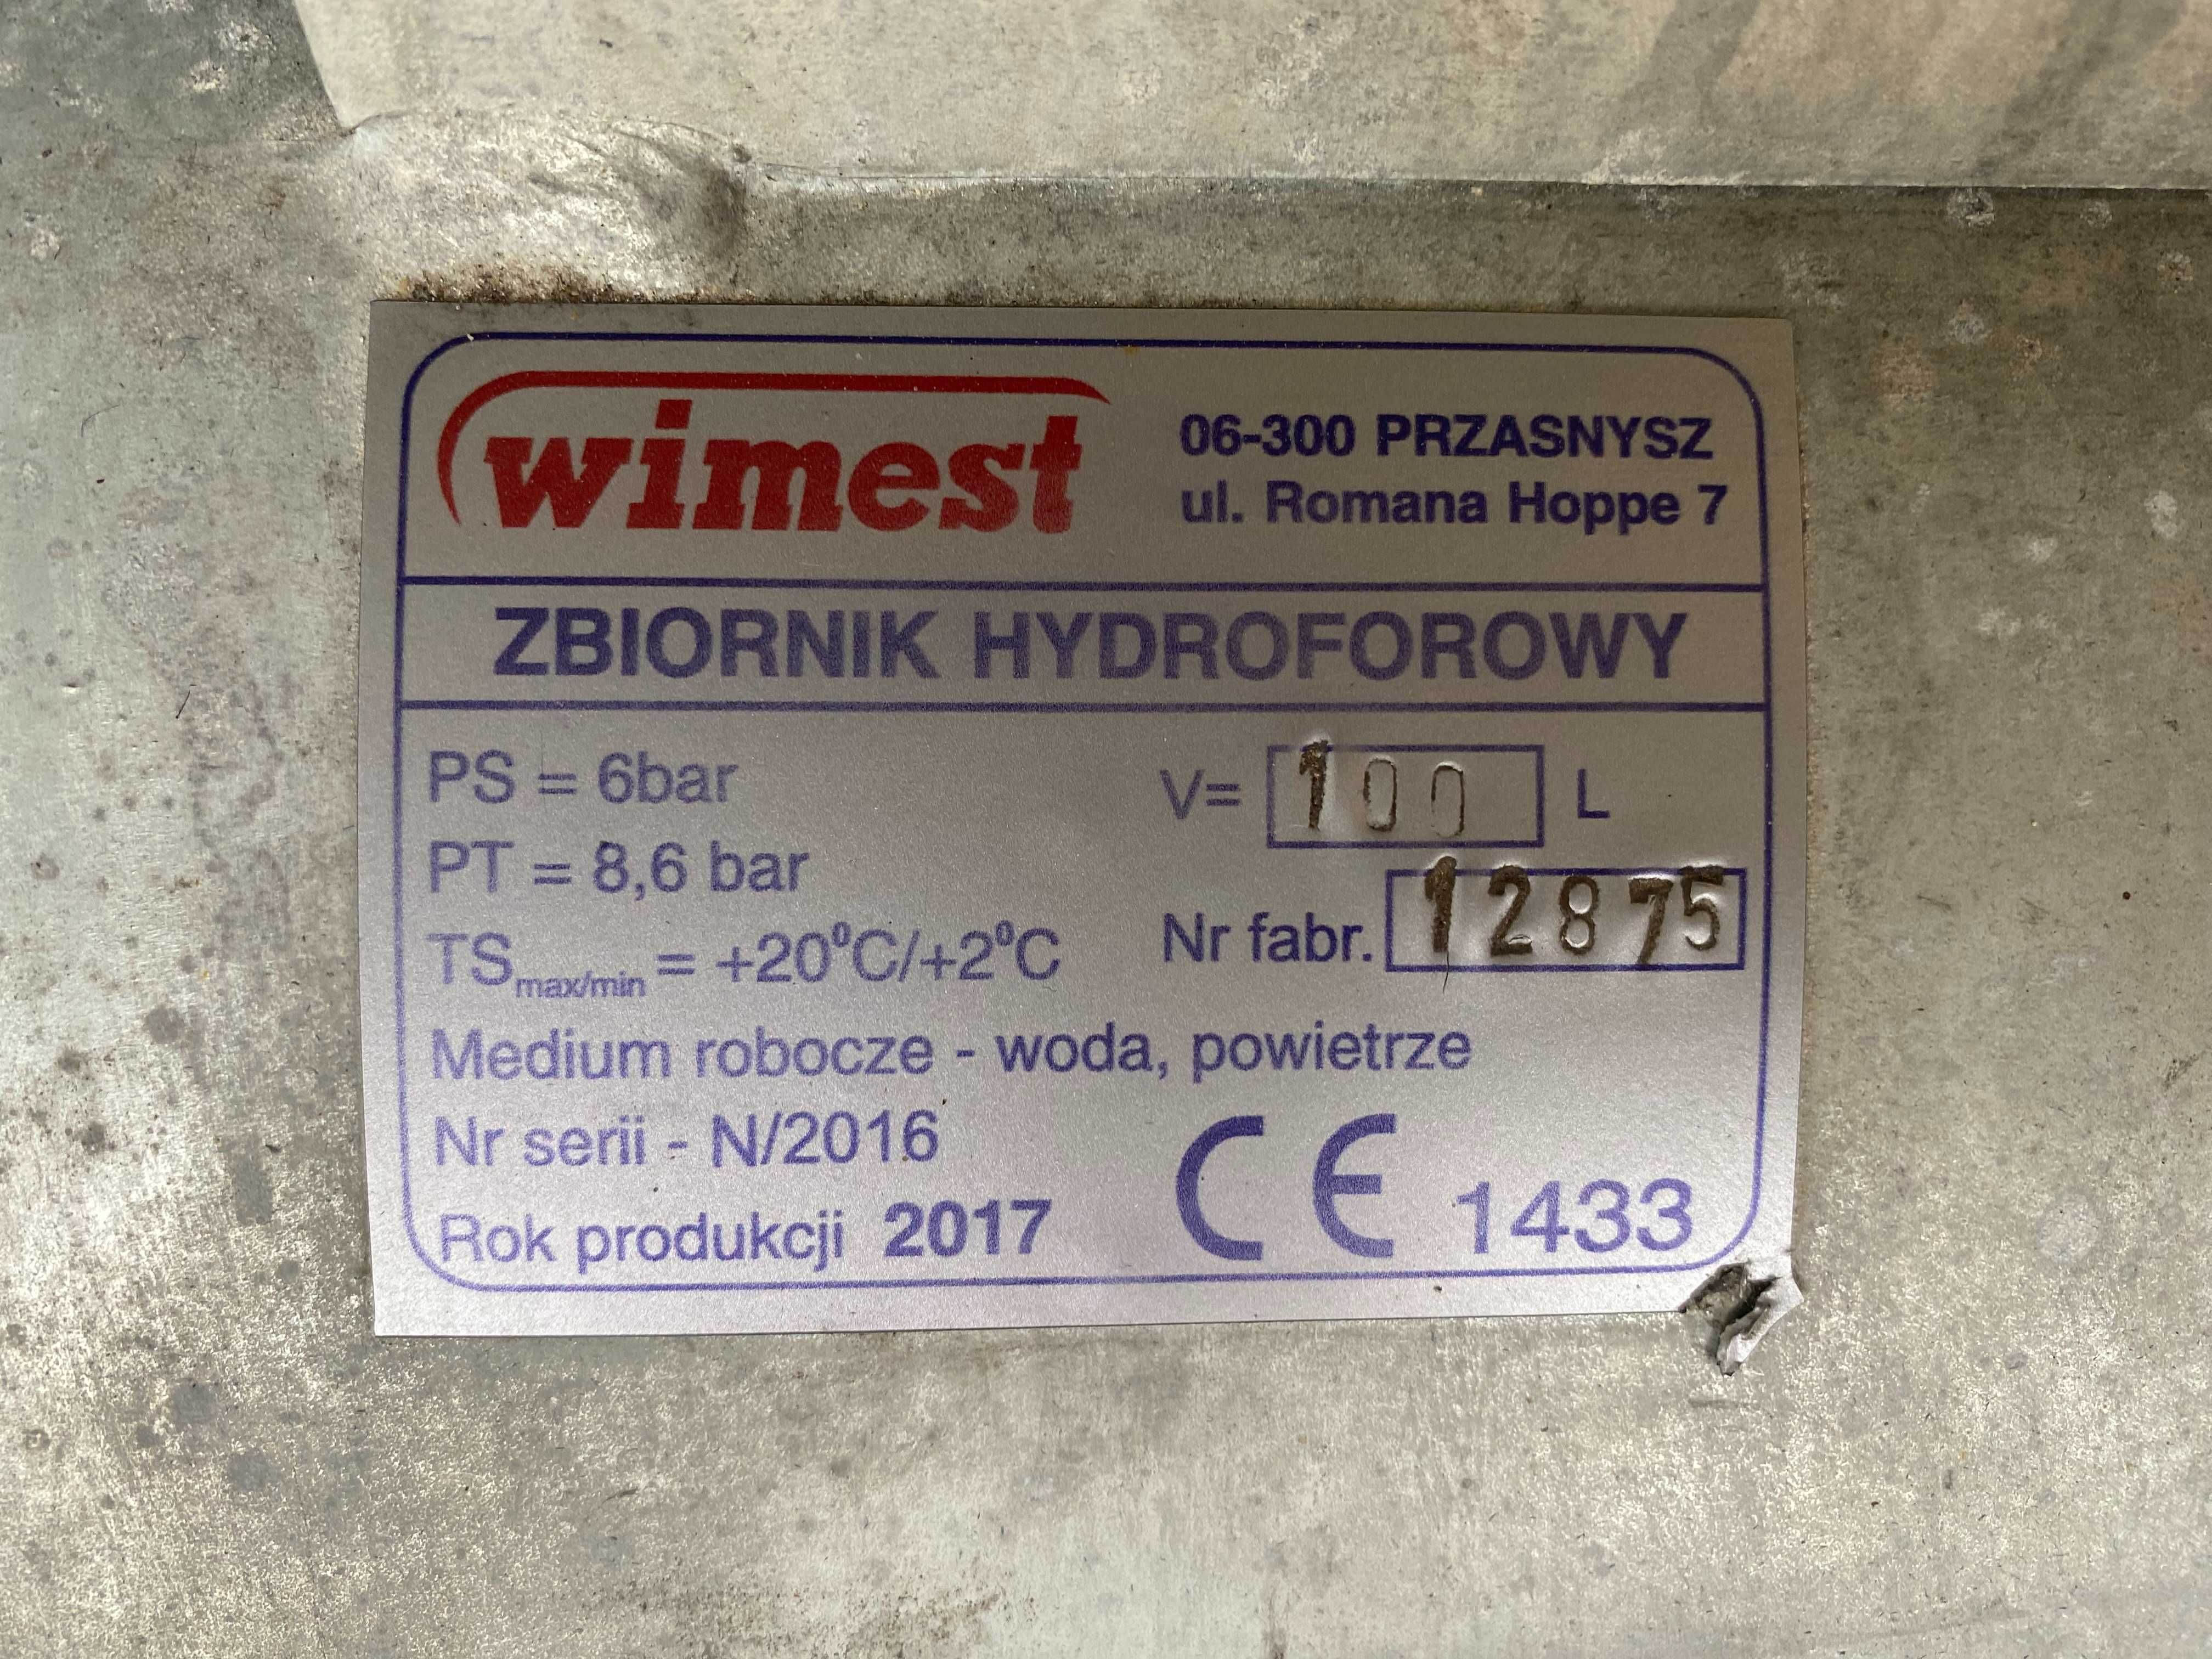 wimest
06-300 PRZASNYSZ
ul. Romana Hoppe 7
ZBIORNIK HYDROFOROWY
PS = 6bar
V= 100 L
PT = 8,6 bar
Nr fabr. 12875
TSmax/min = +20°C/+2°C
Medium robocze - woda, powietrze
Nr serii - N/2016
Rok produkcji 2017
CE 1433